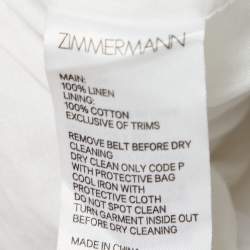 ZIMMERMANN
MAIN:
100% LINEN
LINING:
100% COTTON
EXCLUSIVE OF TRIMS
REMOVE BELT BEFORE DRY
CLEANING
DRY CLEAN ONLY CODE P
WITH PROTECTIVE BAG
COOL IRON WITH
PROTECTIVE CLOTH
DO NOT SPOT CLEAN
TURN GARMENT INSIDE OUT
BEFORE DRY CLEANING
MADE IN CHINA